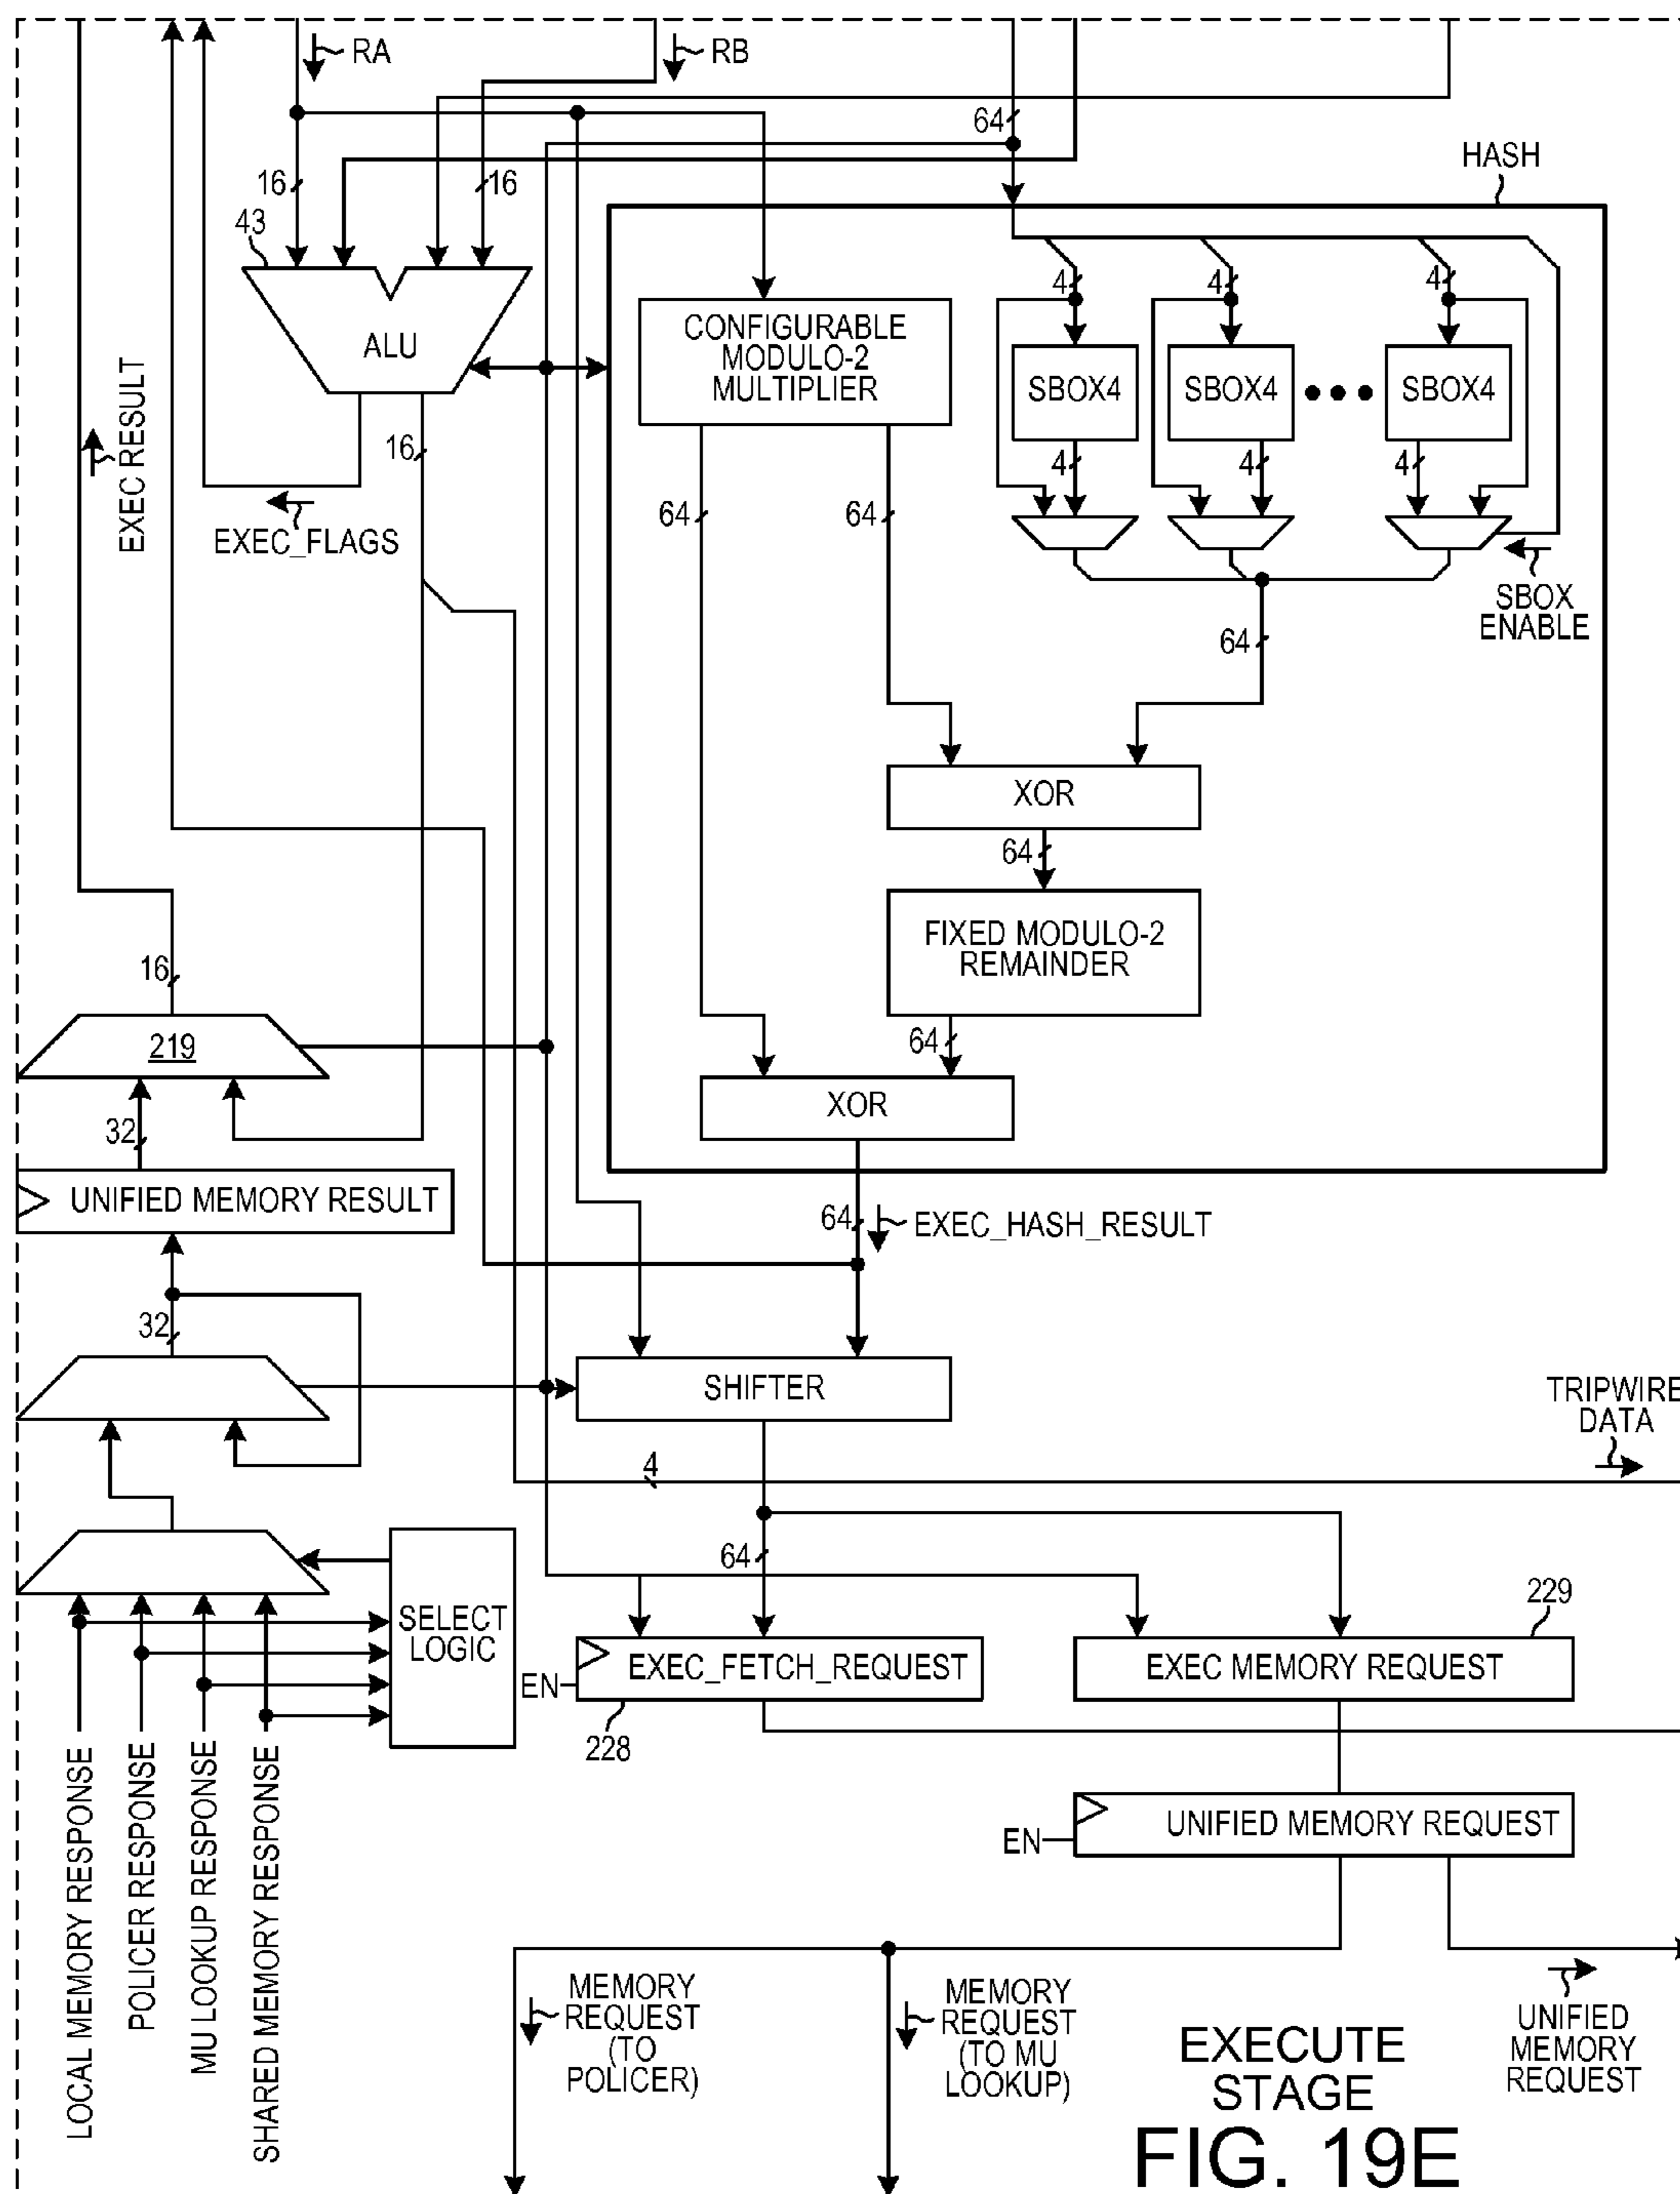 RA
RB
64
HASH
16
16
43
4
4
4
CONFIGURABLE
MODULO-2
MULTIPLIER
ALU
SBOX4
SBOX4
SBOX4
EXEC RESULT
16
4
4
4
64
64
EXEC_FLAGS
SBOX
ENABLE
64
XOR
64
FIXED MODULO-2
REMAINDER
16
219
64
XOR
32
UNIFIED MEMORY RESULT
64
EXEC_HASH_RESULT
32
SHIFTER
TRIPWIRE
DATA
4
64
229
SELECT
LOGIC
EXEC_FETCH_REQUEST
EXEC MEMORY REQUEST
EN
228
LOCAL MEMORY RESPONSE
POLICER RESPONSE
MU LOOKUP RESPONSE
SHARED MEMORY RESPONSE
UNIFIED MEMORY REQUEST
EN
MEMORY
REQUEST
(TO
POLICER)
MEMORY
REQUEST
(TO MU
LOOKUP)
UNIFIED
MEMORY
REQUEST
EXECUTE
STAGE
FIG. 19E